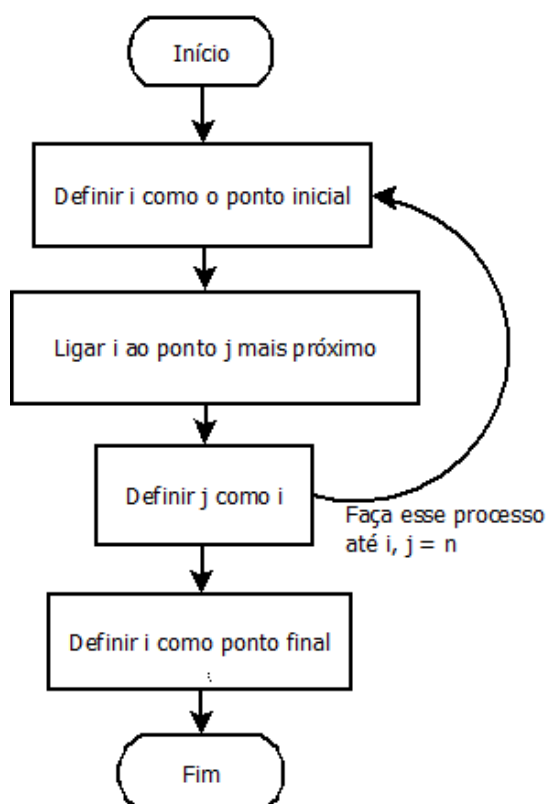 Início
Definir i como o ponto inicial
Ligar i ao ponto j mais próximo
Definir j como i
Faça esse processo
até i, j = n
Definir i como ponto final
Fim